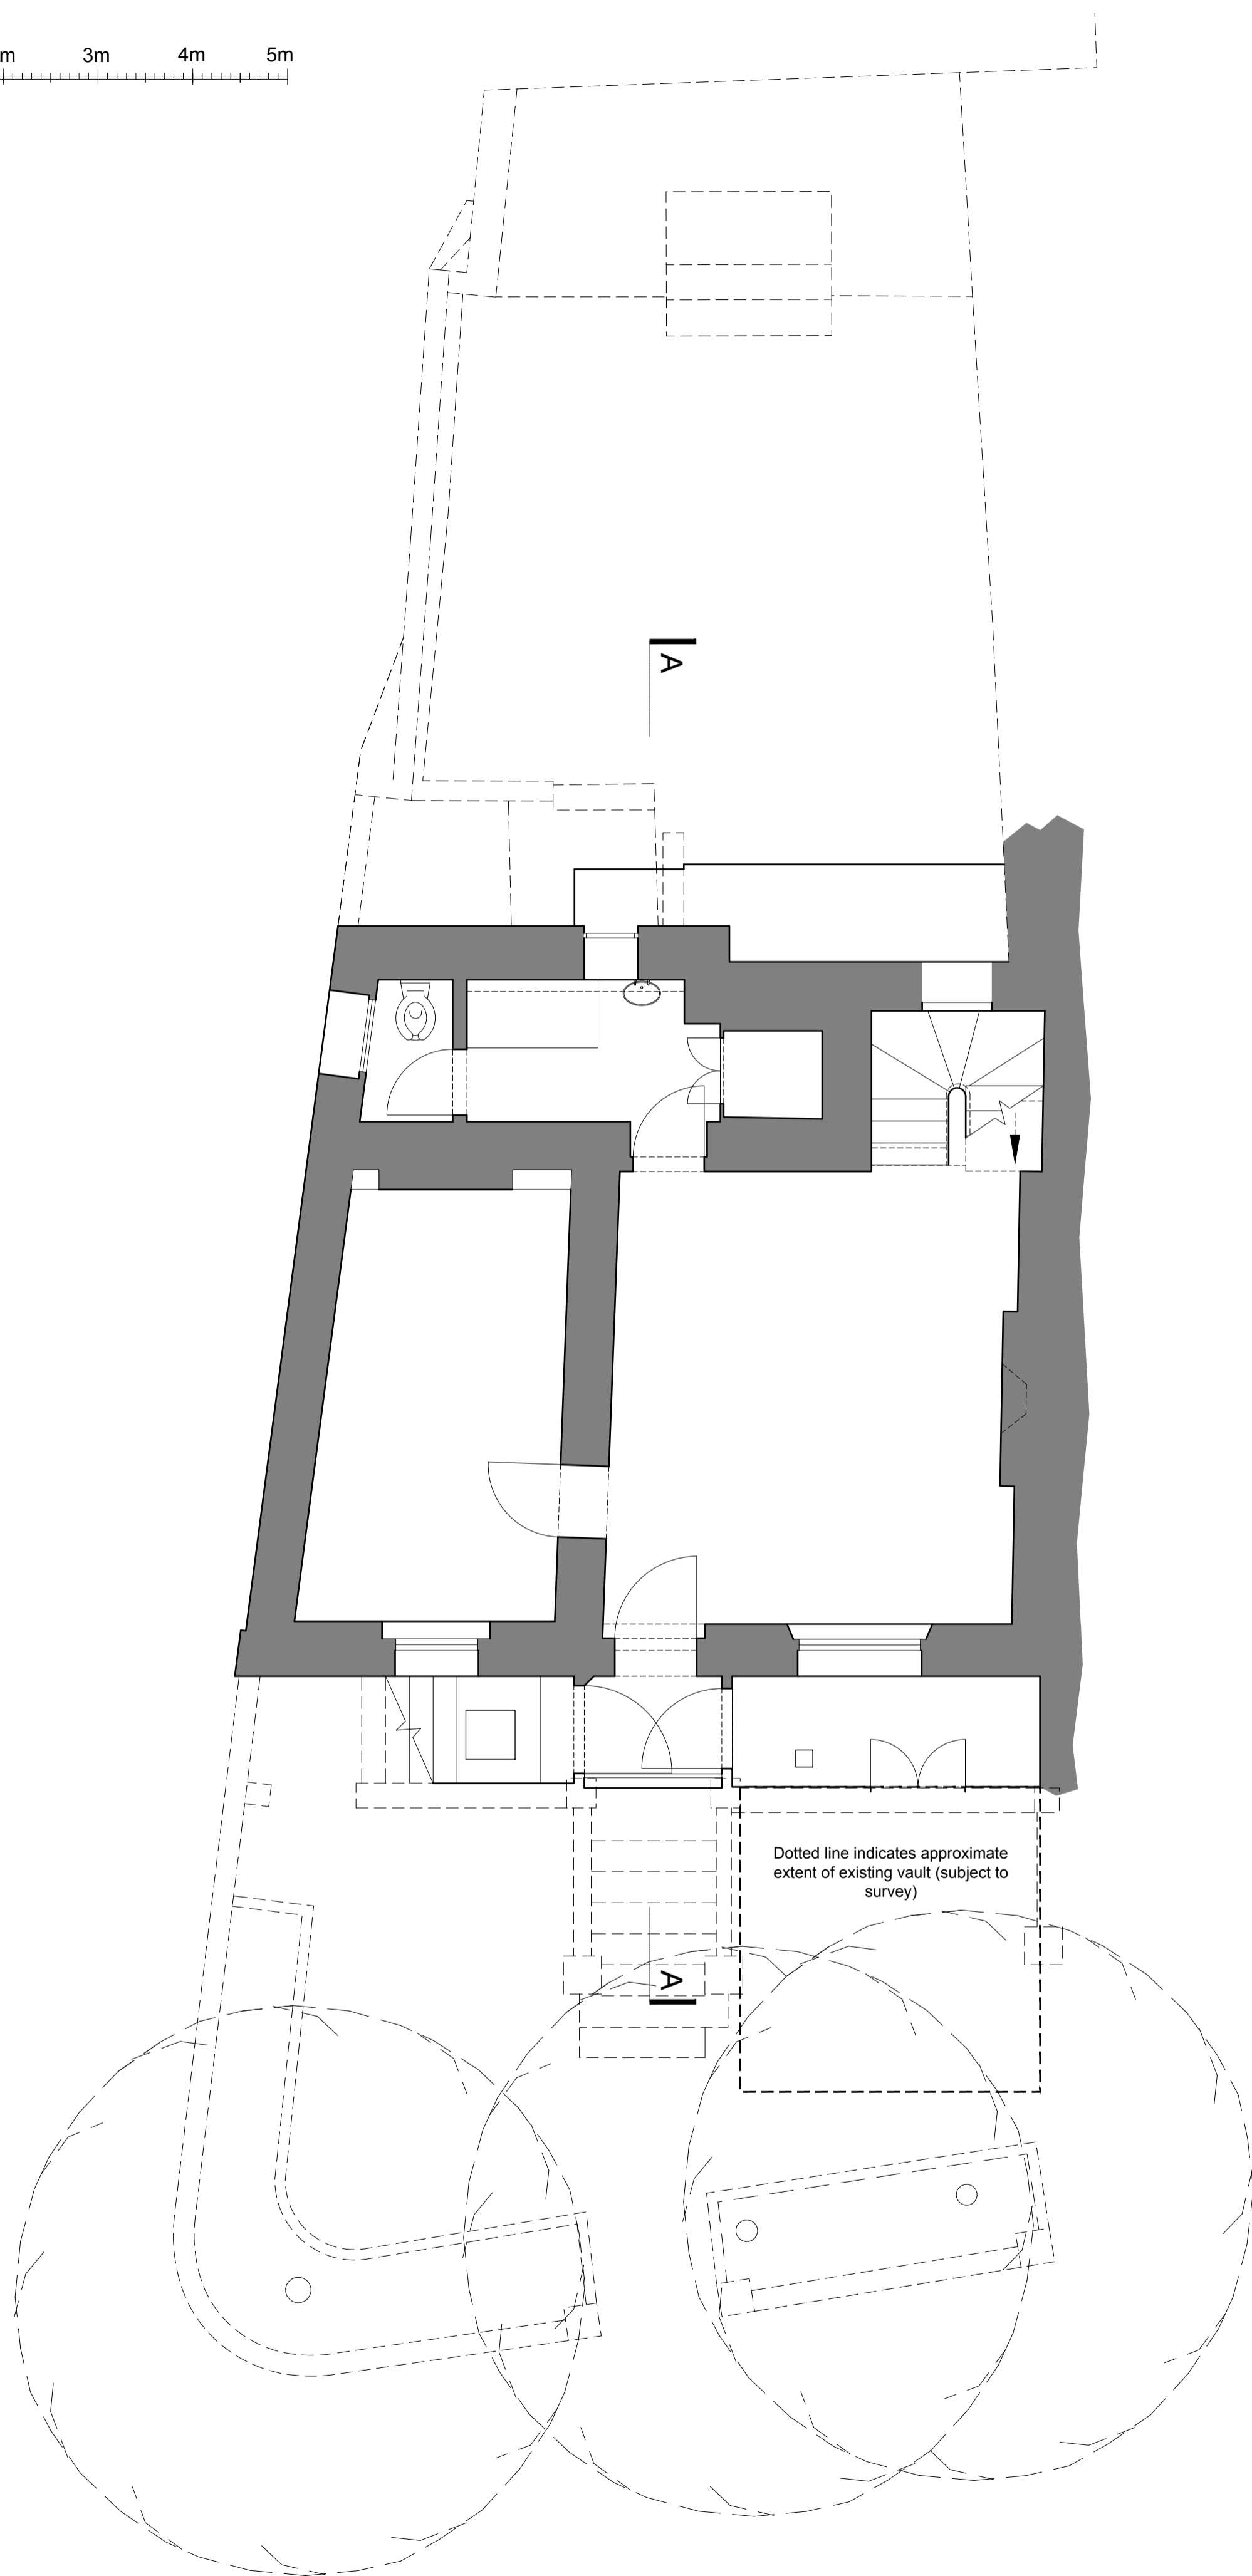 m 3m 4m 5m
A
Dotted line indicates approximate
extent of existing vault (subject to
survey)
A